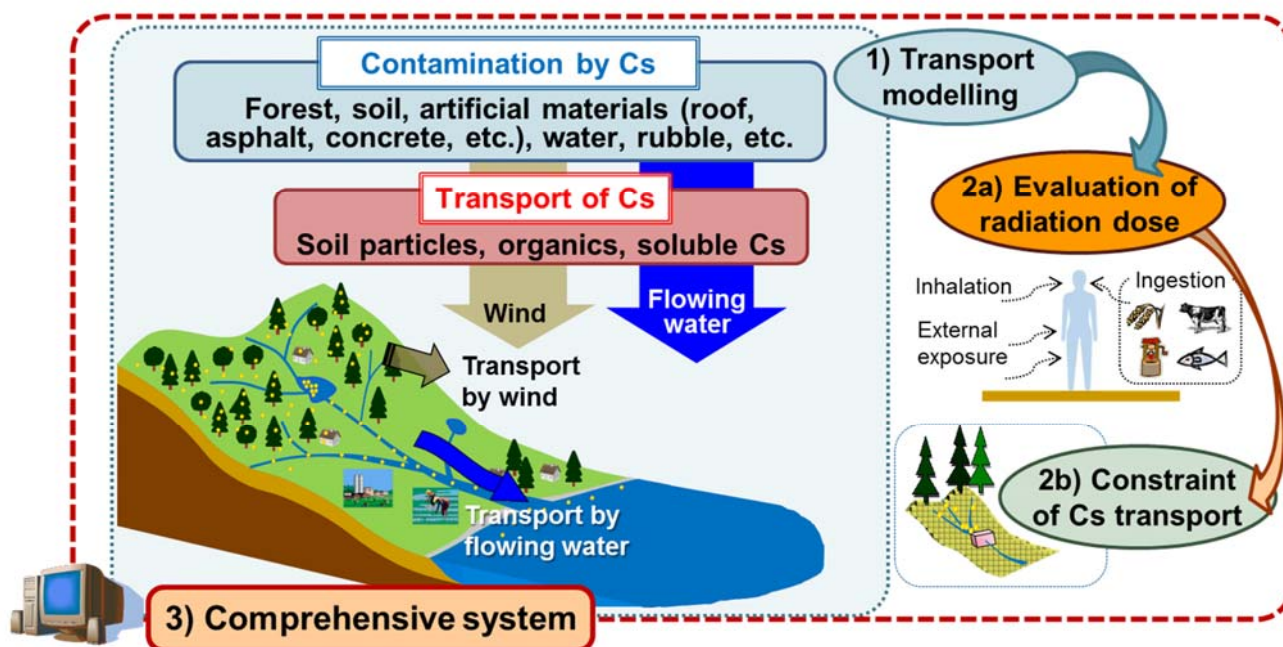 Contamination by Cs
Forest, soil, artificial materials (roof,
asphalt, concrete, etc.), water, rubble, etc.
Transport of Cs
Soil particles, organics, soluble Cs
Wind
Flowing
water
Transport
by wind
Transport by
flowing water
1) Transport
modelling
2a) Evaluation of
radiation dose
Inhalation
External
exposure
Ingestion
2b) Constraint
of Cs transport
3) Comprehensive system